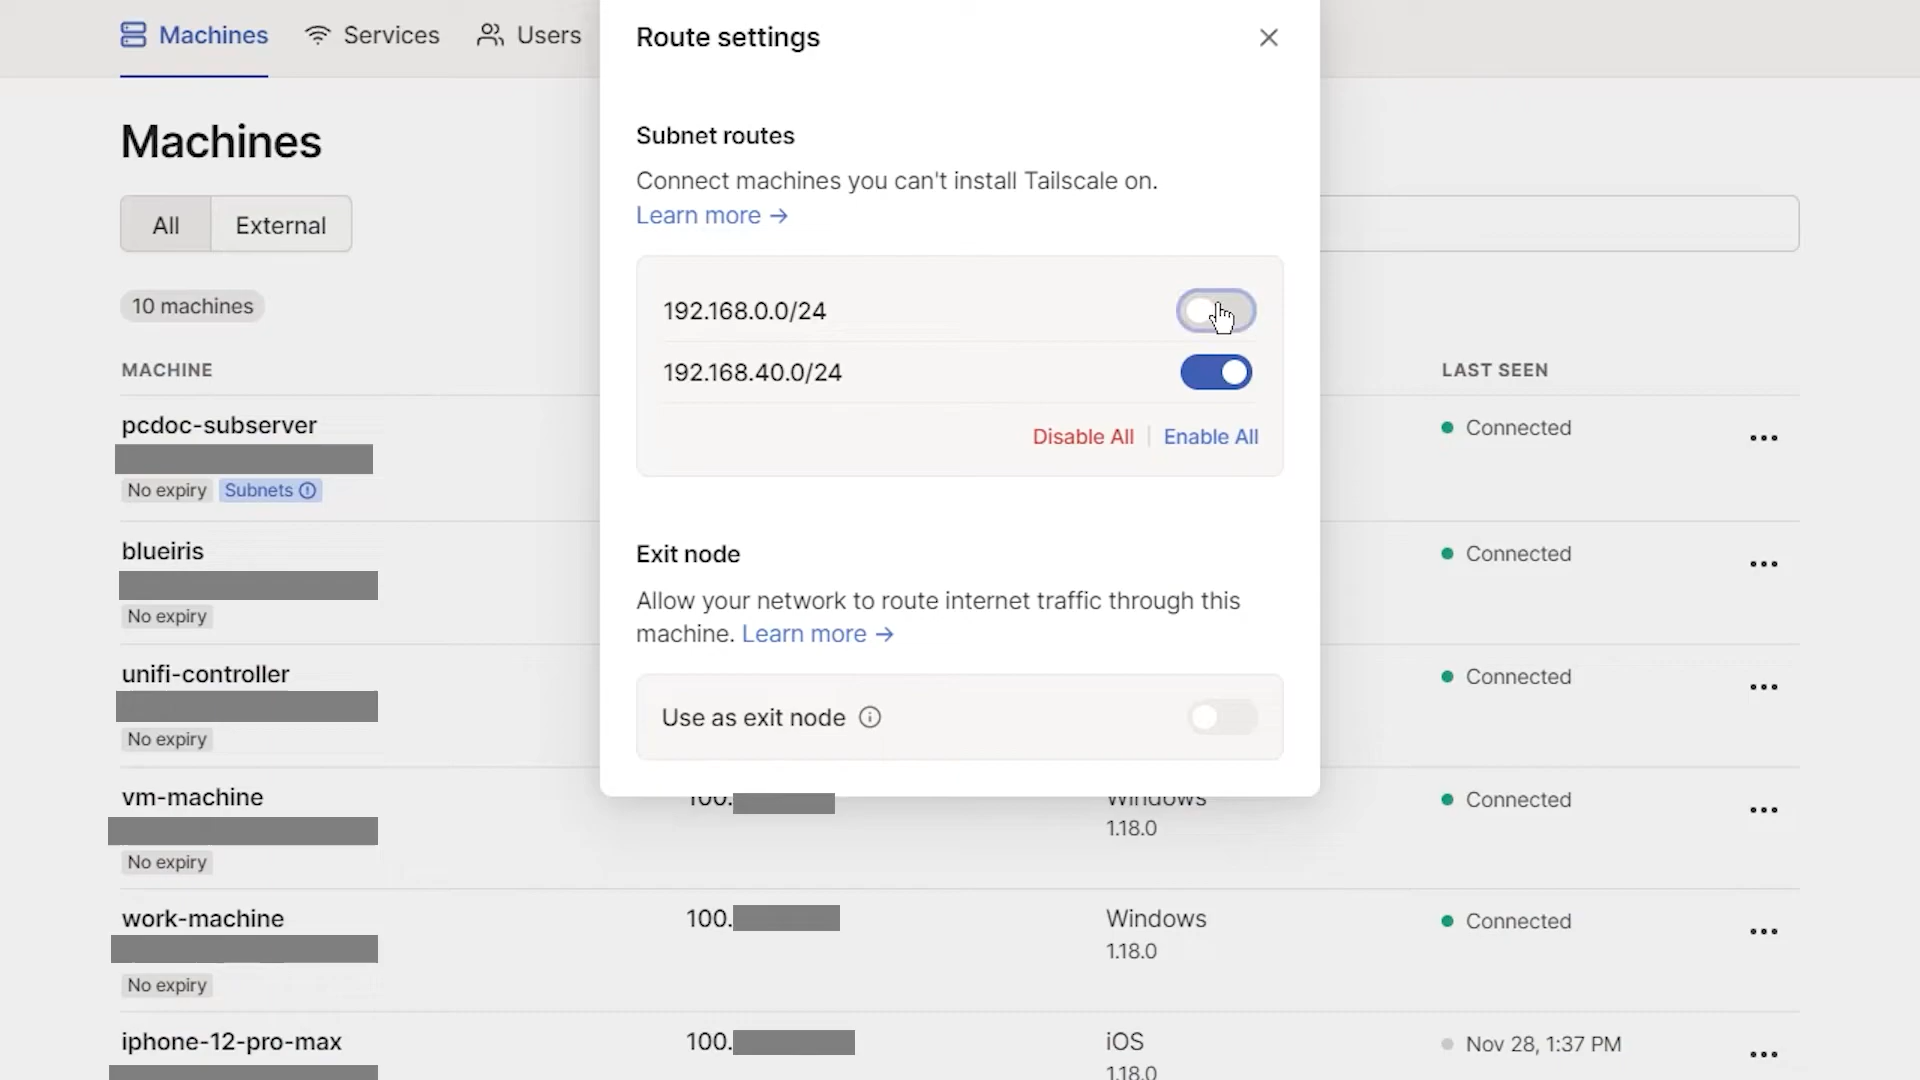 Machines
Services
Users
Route settings
Machines
Subnet routes
Connect machines you can't install Tailscale on.
Learn more →
All
External
192.168.0.0/24
10 machines
192.168.40.0/24
MACHINE
LAST SEEN
Disable All
Enable All
pcdoc-subserver
Connected
No expiry
Subnets
Exit node
blueiris
Connected
Allow your network to route internet traffic through this
machine. Learn more →
No expiry
unifi-controller
Connected
Use as exit node
No expiry
vm-machine
100.
Windows
1.18.0
Connected
No expiry
work-machine
100.
Windows
1.18.0
Connected
No expiry
iphone-12-pro-max
100.
iOS
1.18.0
Nov 28, 1:37 PM